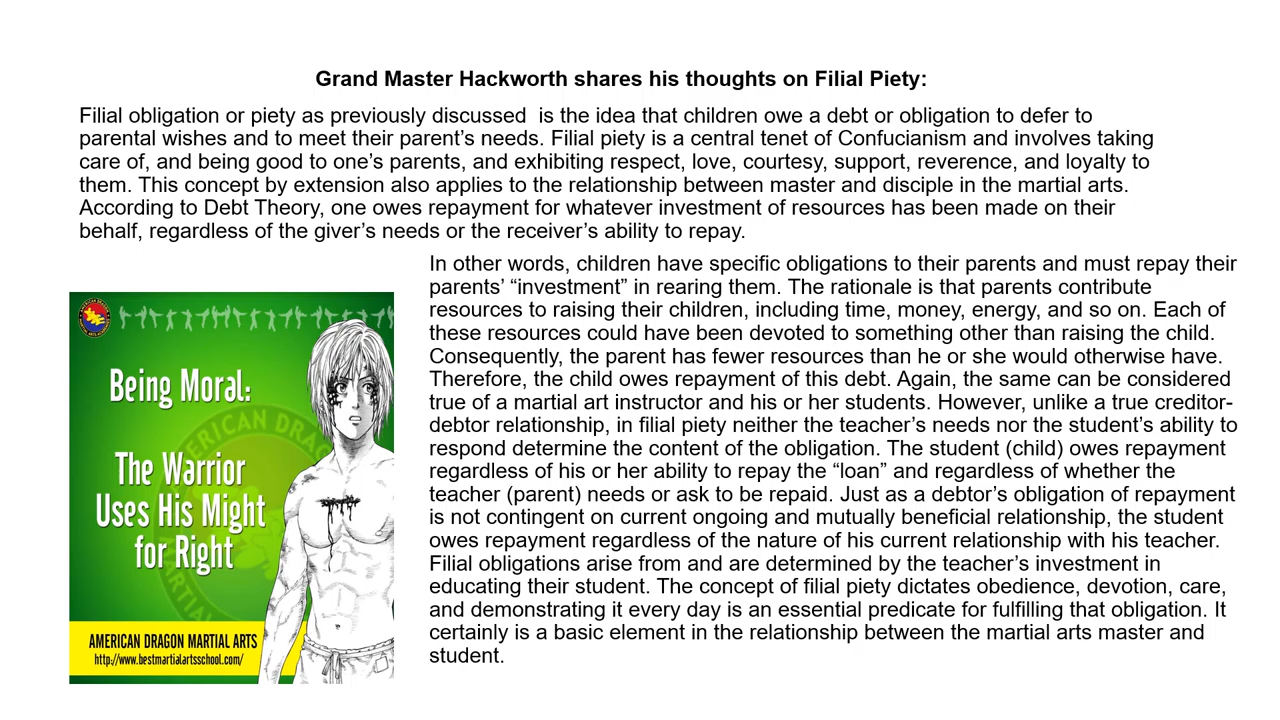 Grand Master Hackworth shares his thoughts on Filial Piety:
Filial obligation or piety as previously discussed  is the idea that children owe a debt or obligation to defer to
parental wishes and to meet their parent’s needs. Filial piety is a central tenet of Confucianism and involves taking
care of, and being good to one’s parents, and exhibiting respect, love, courtesy, support, reverence, and loyalty to
them. This concept by extension also applies to the relationship between master and disciple in the martial arts.
According to Debt Theory, one owes repayment for whatever investment of resources has been made on their
behalf, regardless of the giver’s needs or the receiver’s ability to repay.
In other words, children have specific obligations to their parents and must repay their
parents’ “investment” in rearing them. The rationale is that parents contribute
resources to raising their children, including time, money, energy, and so on. Each of
these resources could have been devoted to something other than raising the child.
Consequently, the parent has fewer resources than he or she would otherwise have.
Therefore, the child owes repayment of this debt. Again, the same can be considered
true of a martial art instructor and his or her students. However, unlike a true creditor-
debtor relationship, in filial piety neither the teacher’s needs nor the student’s ability to
respond determine the content of the obligation. The student (child) owes repayment
regardless of his or her ability to repay the “loan” and regardless of whether the
teacher (parent) needs or ask to be repaid. Just as a debtor’s obligation of repayment
is not contingent on current ongoing and mutually beneficial relationship, the student
owes repayment regardless of the nature of his current relationship with his teacher.
Filial obligations arise from and are determined by the teacher’s investment in
educating their student. The concept of filial piety dictates obedience, devotion, care,
and demonstrating it every day is an essential predicate for fulfilling that obligation. It
certainly is a basic element in the relationship between the martial arts master and
student.
Being Moral:
The Warrior
Uses His Might
for Right
AMERICAN DRAGON MARTIAL ARTS
http://www.bestmartialartsschool.com/